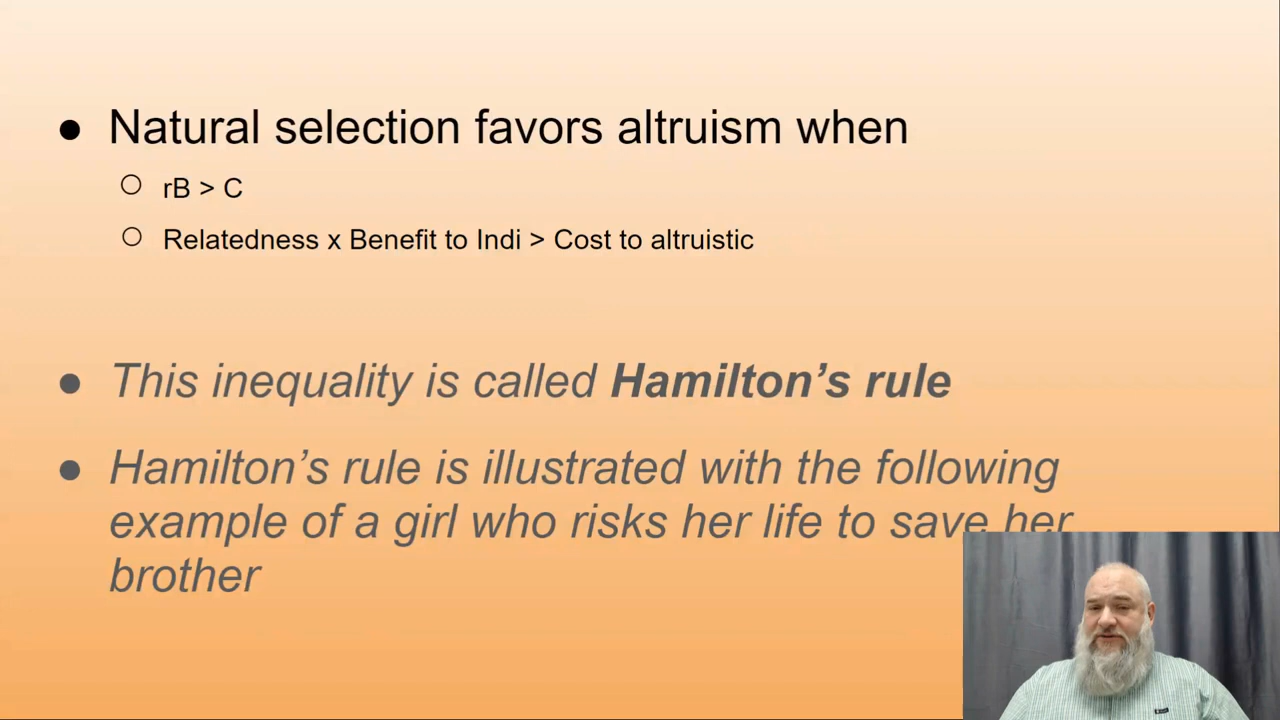 ● Natural selection favors altruism when
○ rB > C
○ Relatedness x Benefit to Indi > Cost to altruistic
● This inequality is called Hamilton’s rule
● Hamilton’s rule is illustrated with the following
example of a girl who risks her life to save her
brother